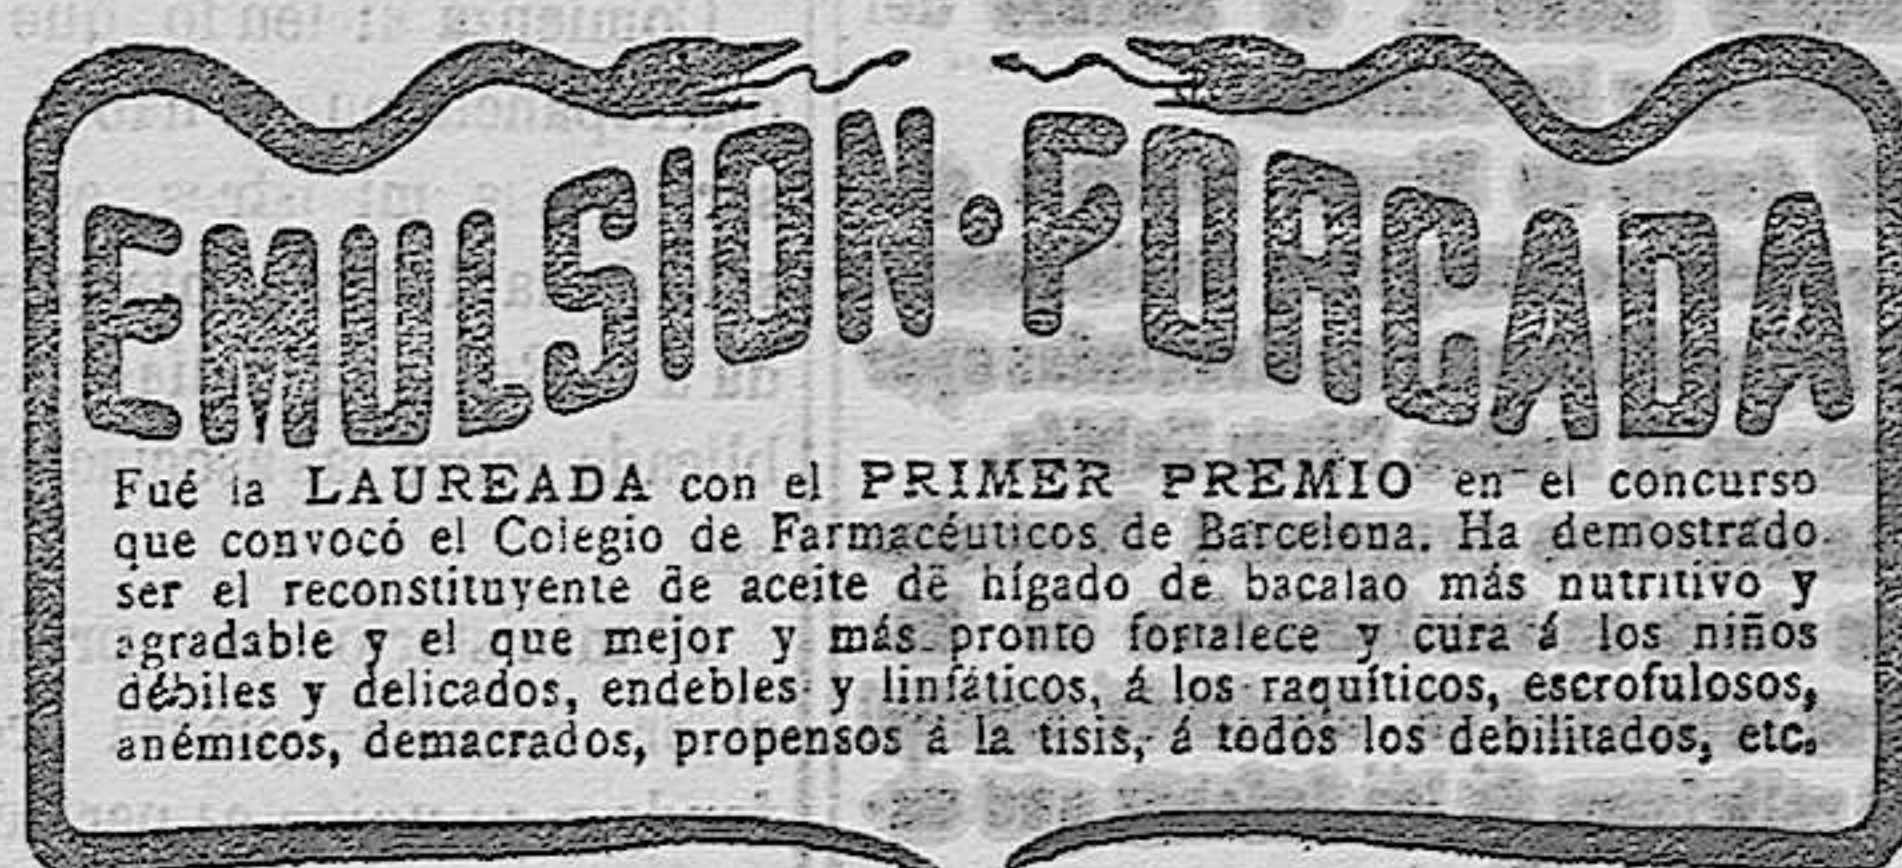 EMULSION·FORCADA
Fué la LAUREADA con el PRIMER PREMIO en el concurso
que convocó el Colegio de Farmacéuticos de Barcelona. Ha demostrado
ser el reconstituyente de aceite de hígado de bacalao más nutritivo y
agradable y el que mejor y más pronto fortalece y cura á los niños
débiles y delicados, endebles y linfáticos, á los raquíticos, escrofulosos,
anémicos, demacrados, propensos á la tisis, á todos los debilitados, etc.